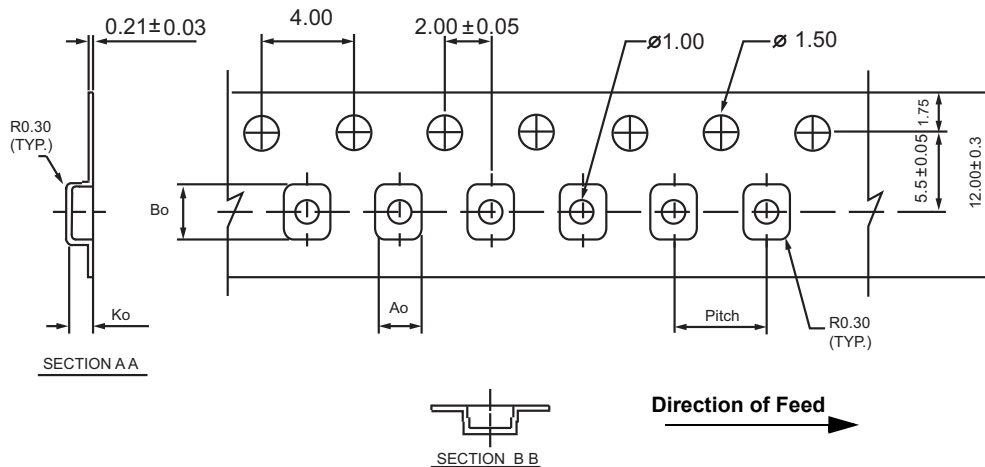 0.21±0.03
4.00
2.00±0.05
ø1.00
ø 1.50
R0.30
(TYP.)
1.75
5.5±0.05
12.00±0.3
Bo
Ko
Ao
Pitch
R0.30
(TYP.)
SECTION A A
Direction of Feed
SECTION B B